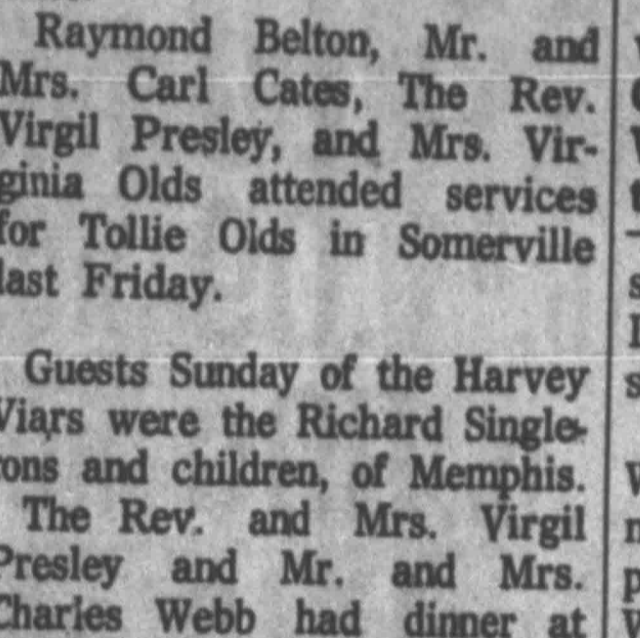 Raymond Belton, Mr. and
Mrs. Carl Cates, The Rev.
Virgil Presley, and Mrs. Vir-
ginia Olds attended services
for Tollie Olds in Somerville
last Friday.
Guests Sunday of the Harvey
Viars were the Richard Single-
tons and children, of Memphis.
The Rev. and Mrs. Virgil
Presley and Mr. and Mrs.
Charles Webb had dinner at